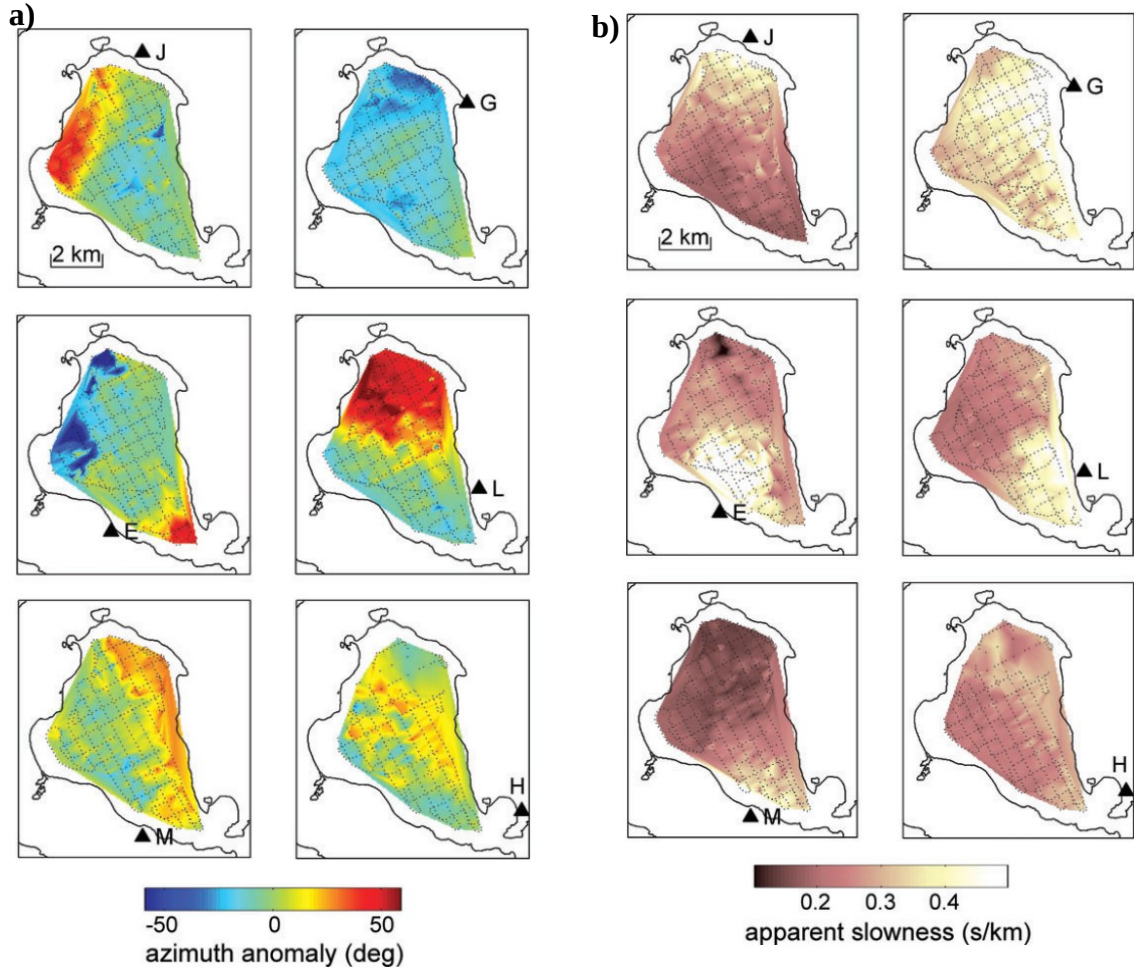 a)
J
G
2 km
E
L
M
H
-50
0
50
azimuth anomaly (deg)
b)
J
G
2 km
E
L
M
H
0.2
0.3
0.4
apparent slowness (s/km)